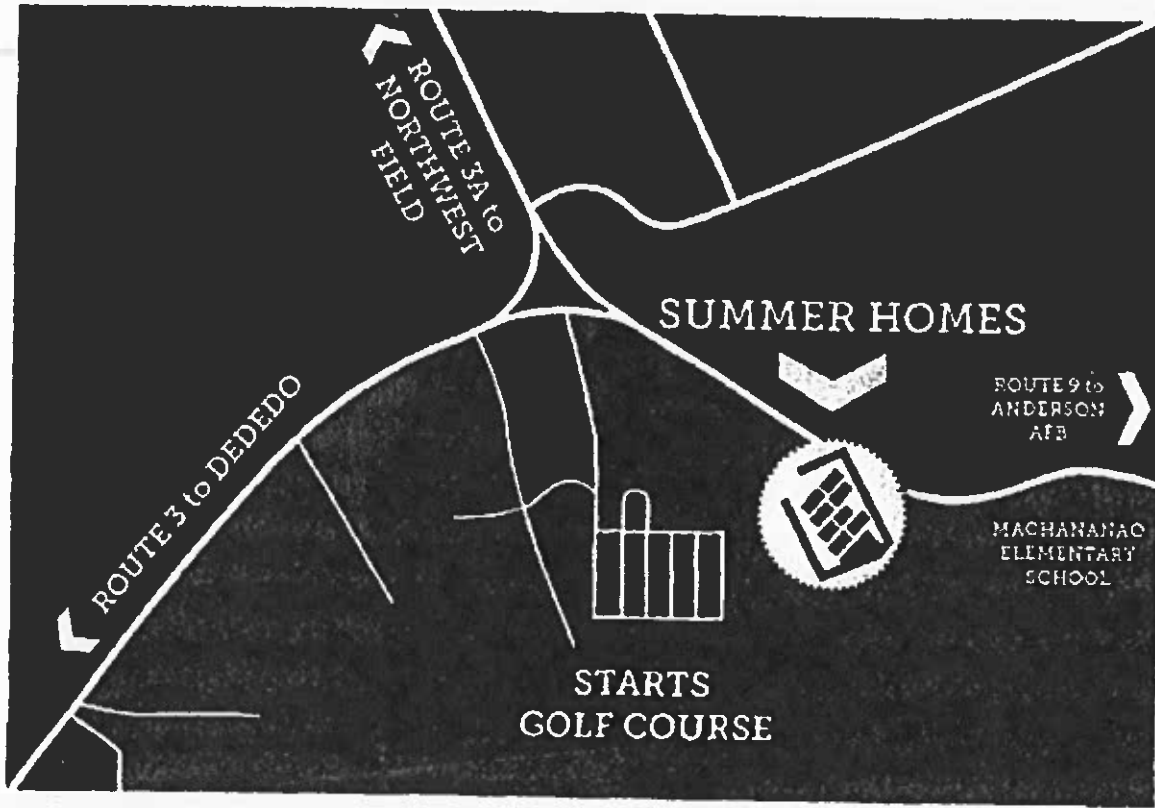 ROUTE 3A to
NORTHWEST
FIELD
SUMMER HOMES
ROUTE 9 to
ANDERSON
AFB
ROUTE 3 to DEDEDO
MACHANANAO
ELEMENTARY
SCHOOL
STARTS
GOLF COURSE